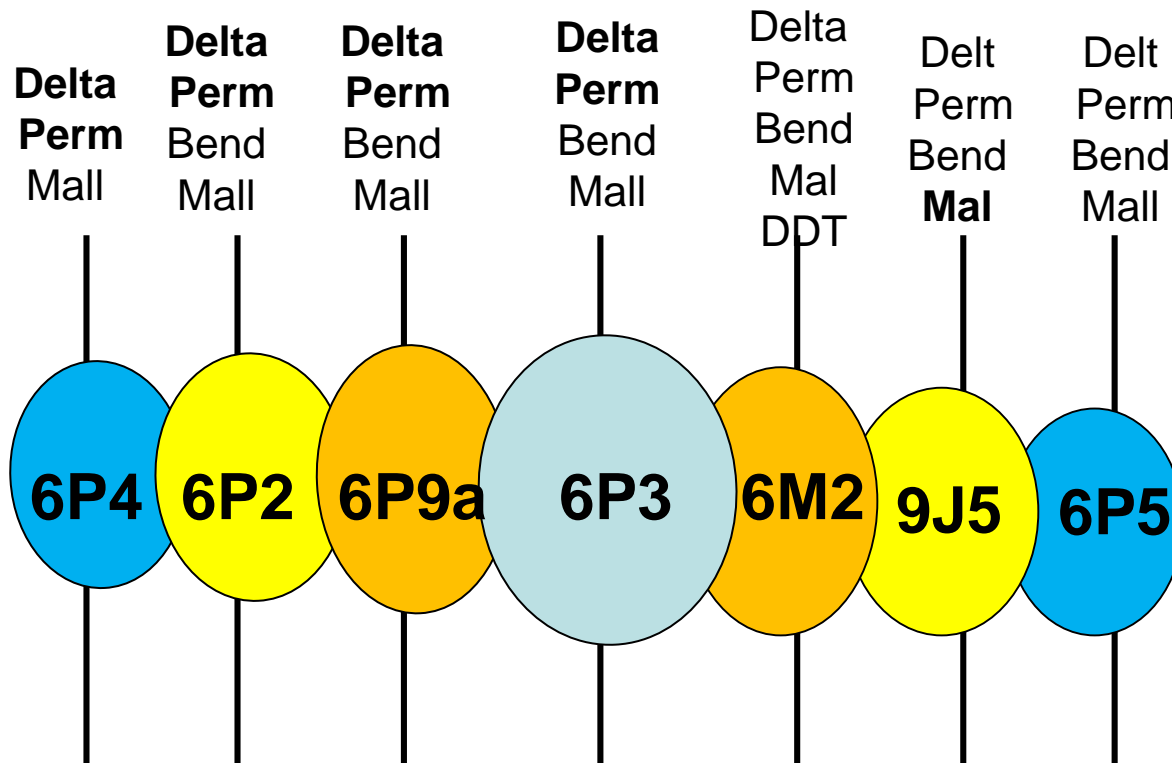 Delta
Perm
Mall
Delta
Perm
Bend
Mall
Delta
Perm
Bend
Mall
Delta
Perm
Bend
Mall
Delta
Perm
Bend
Mal
DDT
Delt
Perm
Bend
Mal
Delt
Perm
Bend
Mall
6P4
6P2
6P9a
6P3
6M2
9J5
6P5